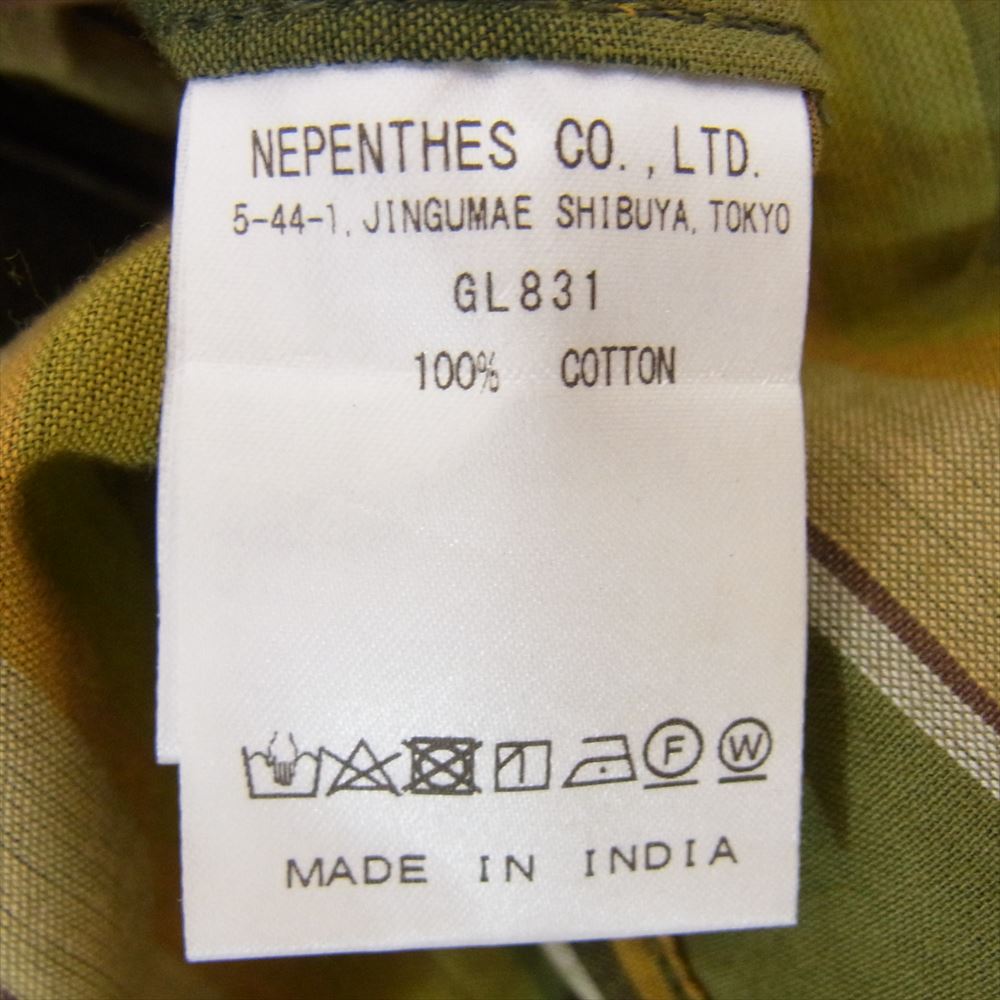 NEPENTHES CO., LTD.
5-44-1, JINGUMAE SHIBUYA, TOKYO
GL831
100% COTTON
F W
MADE IN INDIA